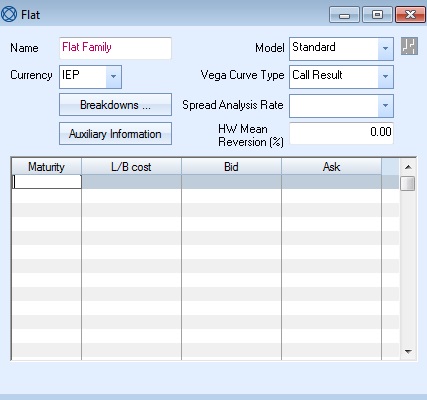 Flat
Name Flat Family Model Standard
Currency IEP Vega Curve Type Call Result
Breakdowns ... Spread Analysis Rate
Auxiliary Information HW Mean Reversion (%) 0.00
Maturity L/B cost Bid Ask